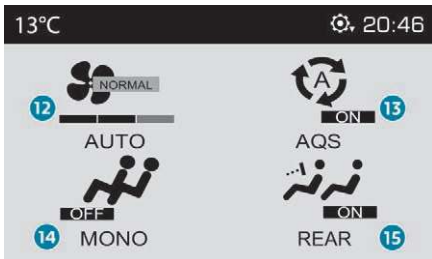 13°C 20:46
NORMAL A
12 ON 13
AUTO AQS
OFF ON
14 MONO REAR 15